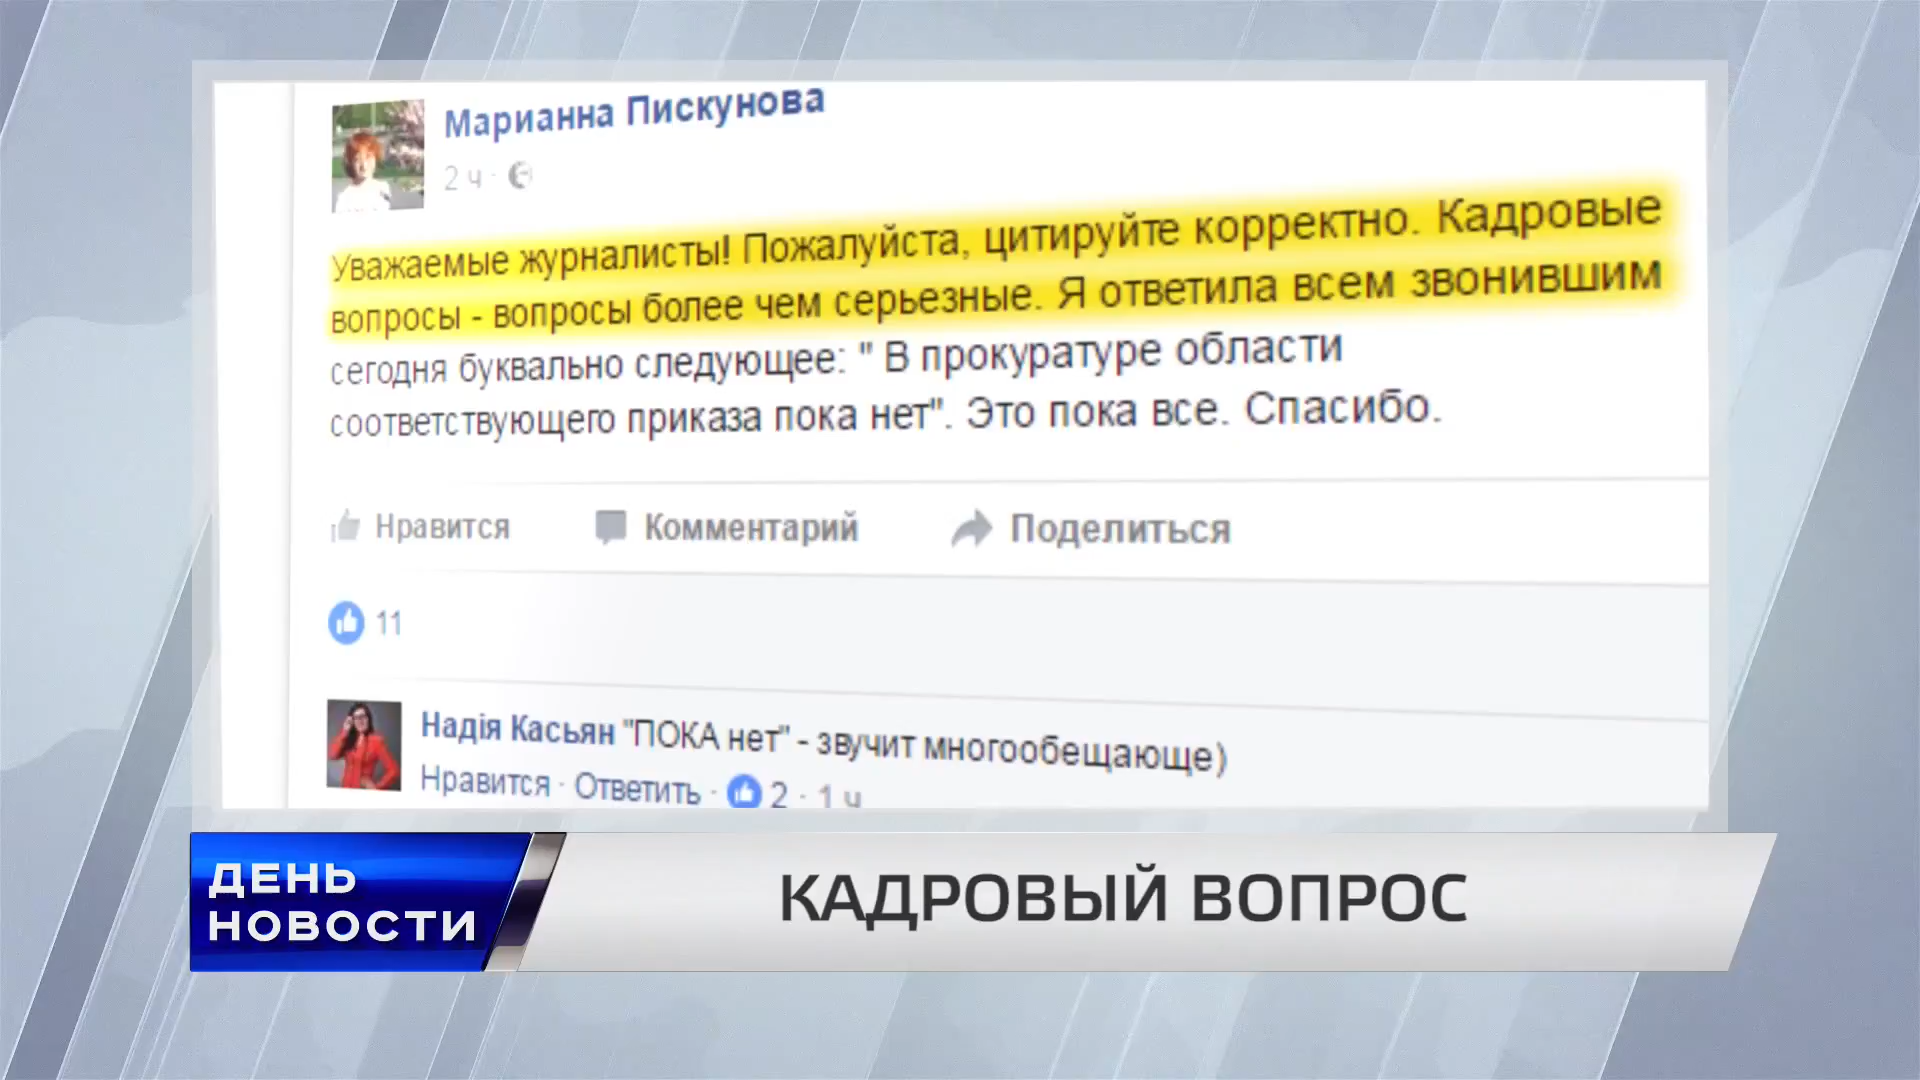 Марианна Пискунова
2 ч ·
Уважаемые журналисты! Пожалуйста, цитируйте корректно. Кадровые
вопросы - вопросы более чем серьезные. Я ответила всем звонившим
сегодня буквально следующее: " В прокуратуре области
соответствующего приказа пока нет". Это пока все. Спасибо.
Нравится Комментарий Поделиться
11
Надія Касьян "ПОКА нет" - звучит многообещающе)
Нравится · Ответить · 2 · 1 ч
ДЕНЬ
НОВОСТИ
КАДРОВЫЙ ВОПРОС